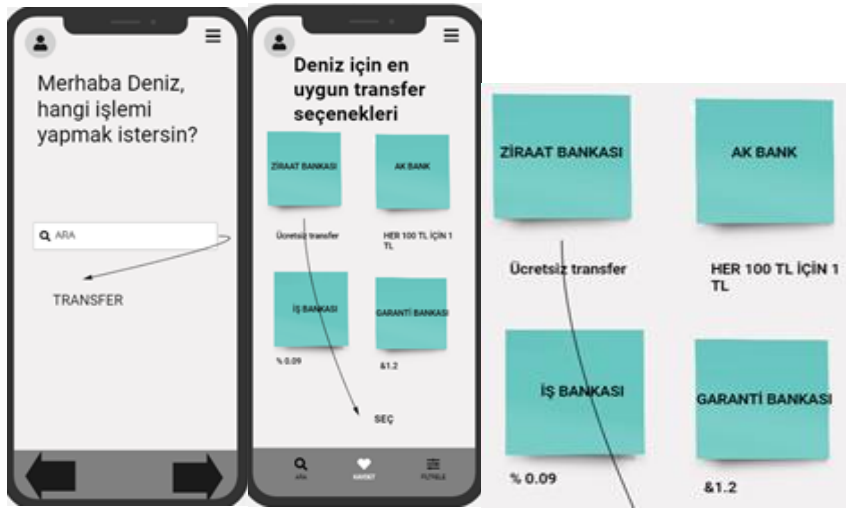 Merhaba Deniz,
hangi işlemi
yapmak istersin?
ARA
TRANSFER
Deniz için en
uygun transfer
seçenekleri
ZİRAAT BANKASI
AK BANK
Ücretsiz transfer
HER 100 TL İÇİN 1
TL
İŞ BANKASI
GARANTİ BANKASI
% 0.09
&1.2
SEÇ
ARA
KAYDET
FİLTRELE
ZİRAAT BANKASI
AK BANK
Ücretsiz transfer
HER 100 TL İÇİN 1
TL
İŞ BANKASI
GARANTİ BANKASI
% 0.09
&1.2